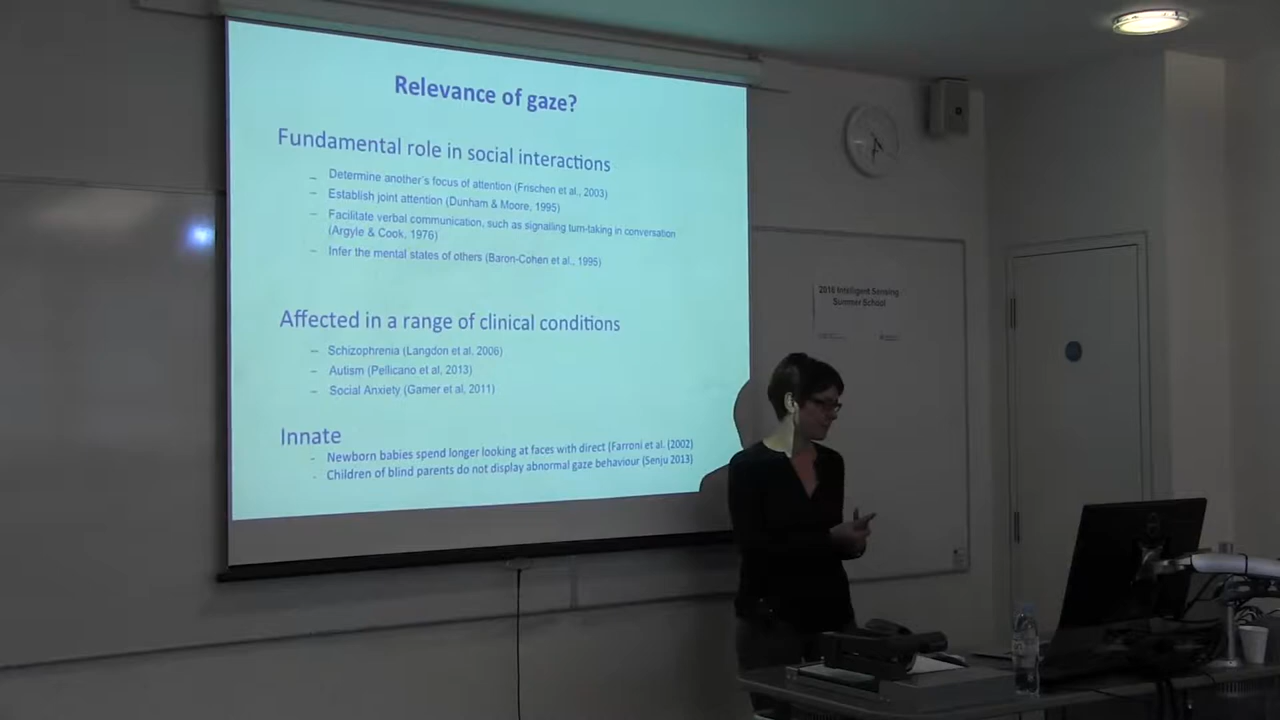 Relevance of gaze?
Fundamental role in social interactions
– Determine another's focus of attention (Frischen et al., 2003)
– Establish joint attention (Dunham & Moore, 1995)
– Facilitate verbal communication, such as signalling turn-taking in conversation
(Argyle & Cook, 1976)
– Infer the mental states of others (Baron-Cohen et al., 1995)
Affected in a range of clinical conditions
– Schizophrenia (Langdon et al, 2006)
– Autism (Pellicano et al, 2013)
– Social Anxiety (Gamer et al, 2011)
Innate
- Newborn babies spend longer looking at faces with direct (Farroni et al. (2002)
- Children of blind parents do not display abnormal gaze behaviour (Senju 2013)
2016 Intelligent Sensing
Summer School